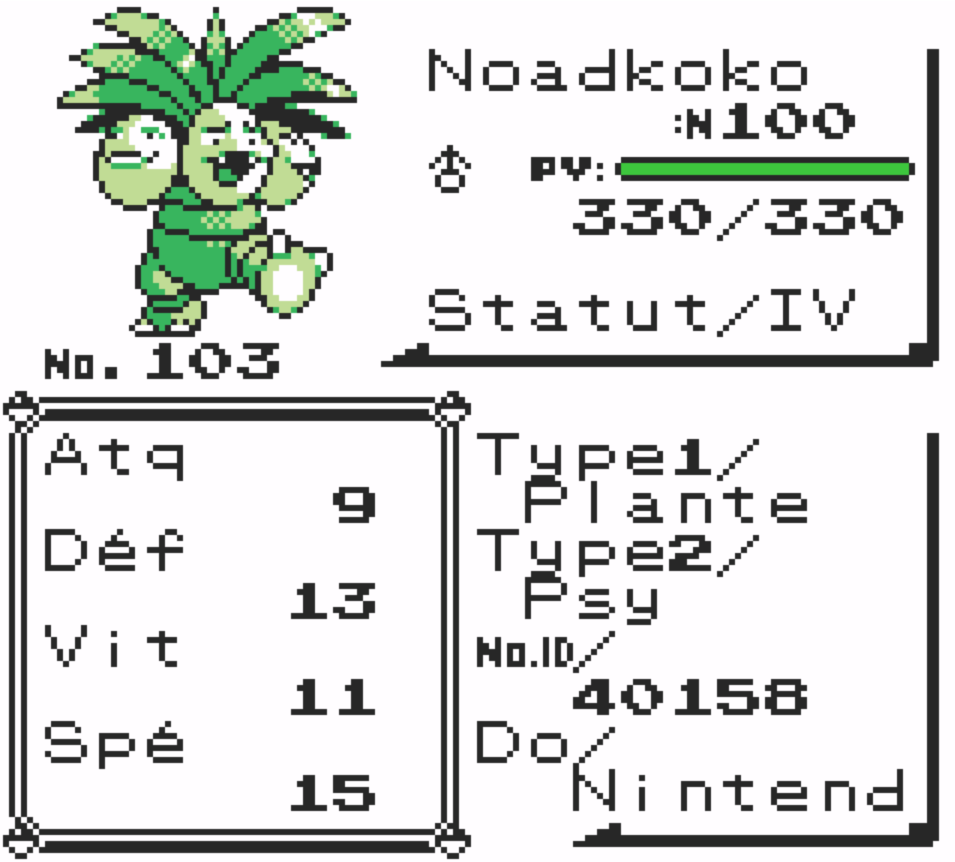 Noadkoko
:N100
♂ PV:
330/330
Statut/IV
No. 103
Atq
9
Déf
13
Vit
11
Spé
15
Type1/
Plante
Type2/
Psy
No.ID/
40158
Do/
Nintend